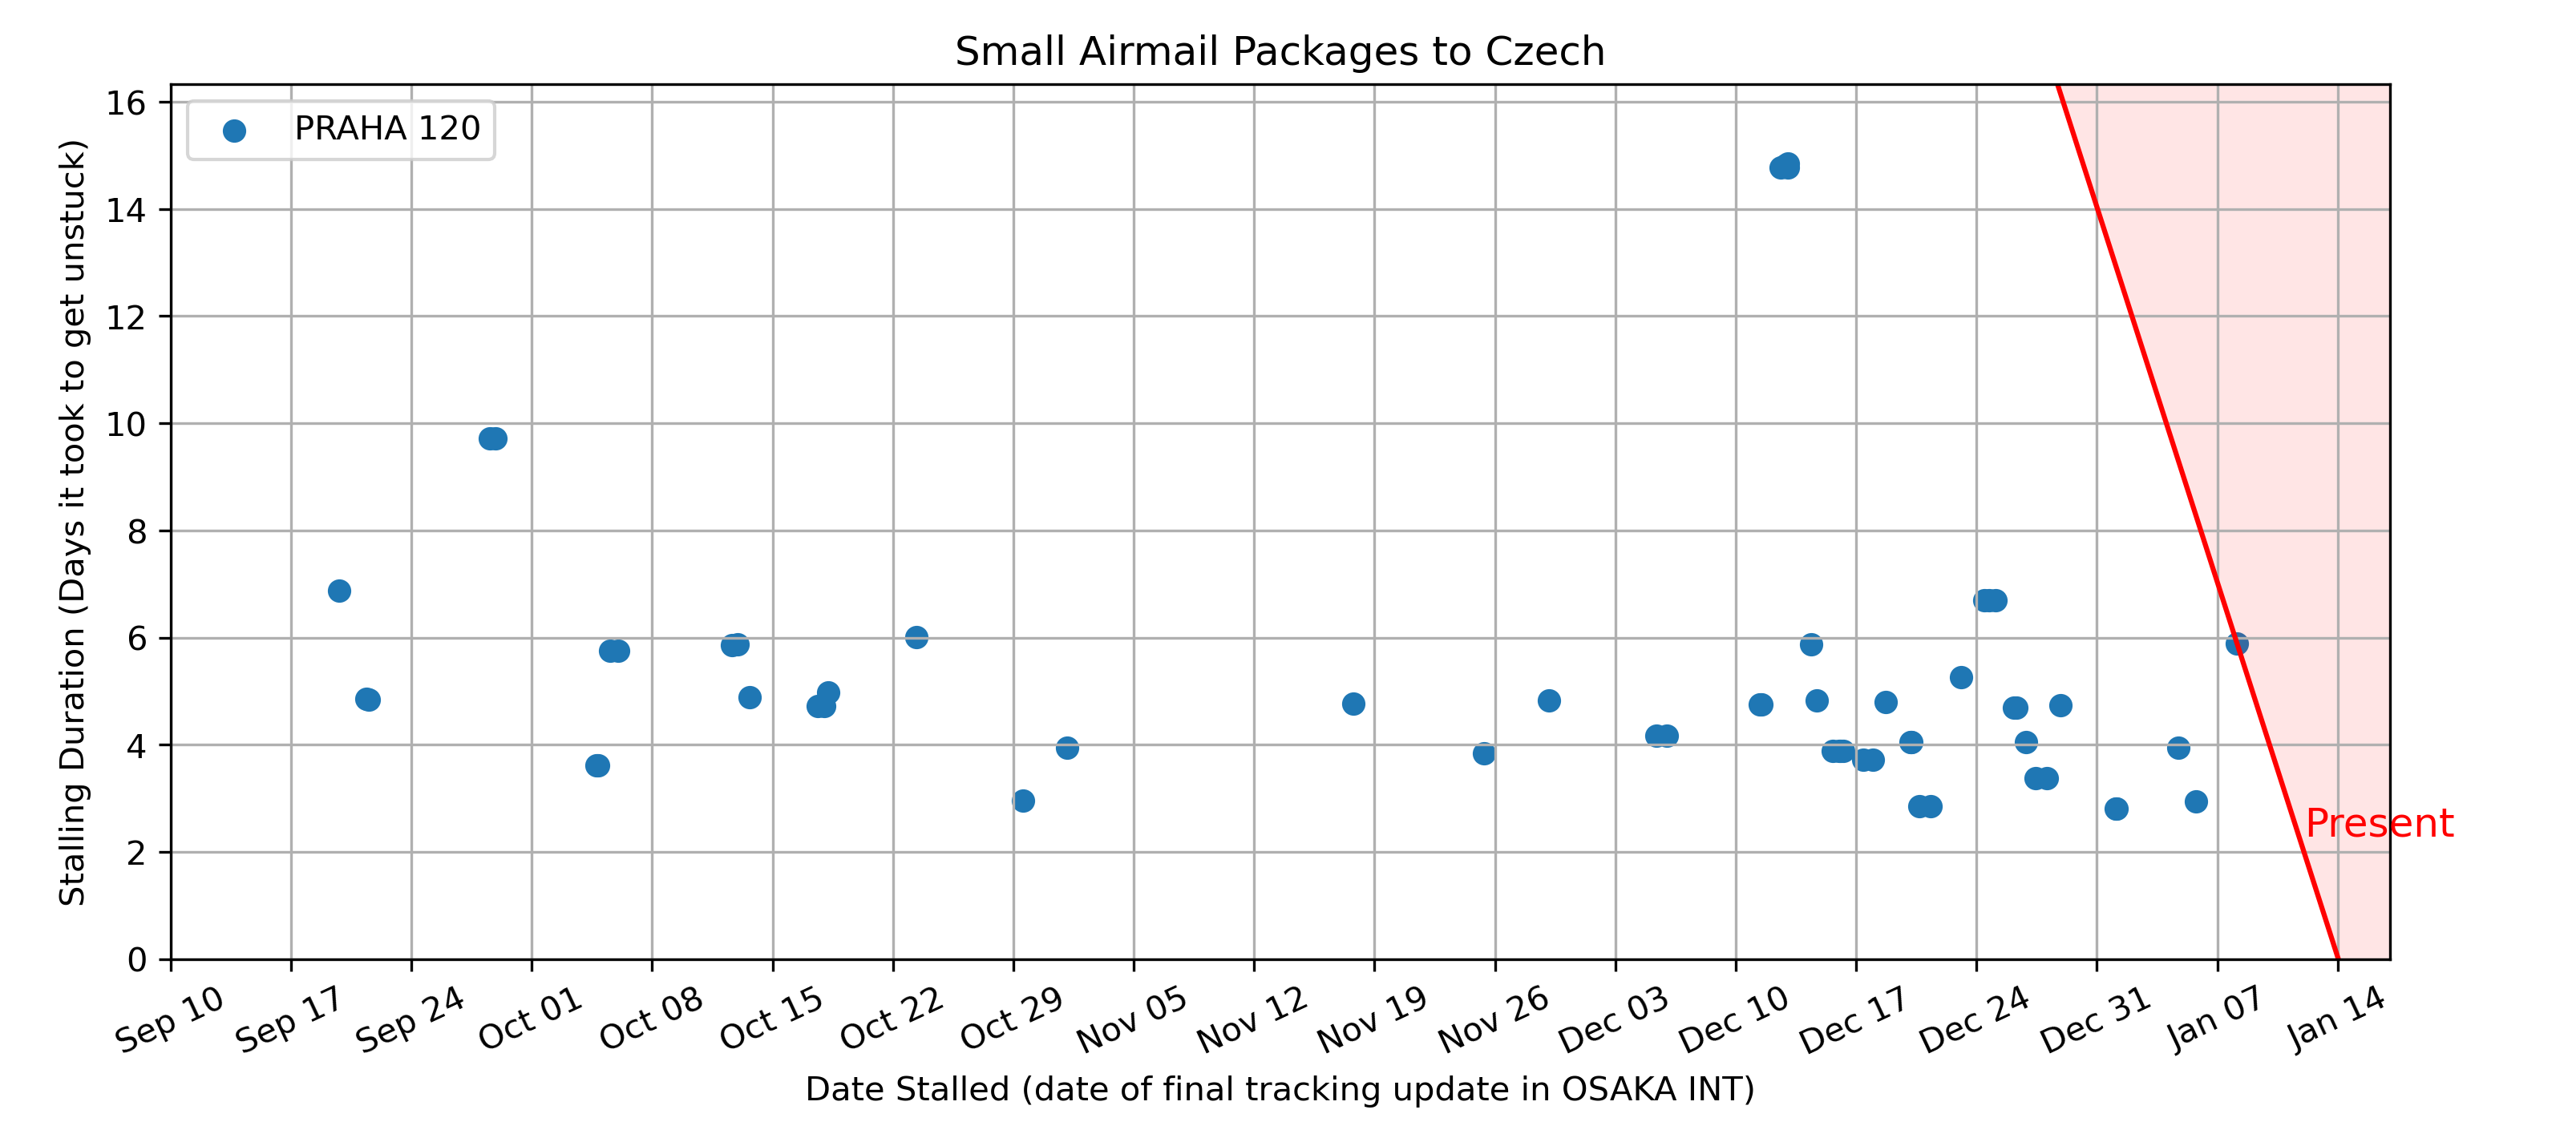 Small Airmail Packages to Czech
PRAHA 120
Stalling Duration (Days it took to get unstuck)
16
14
12
10
8
6
4
2
0
Present
Sep 10
Sep 17
Sep 24
Oct 01
Oct 08
Oct 15
Oct 22
Oct 29
Nov 05
Nov 12
Nov 19
Nov 26
Dec 03
Dec 10
Dec 17
Dec 24
Dec 31
Jan 07
Jan 14
Date Stalled (date of final tracking update in OSAKA INT)